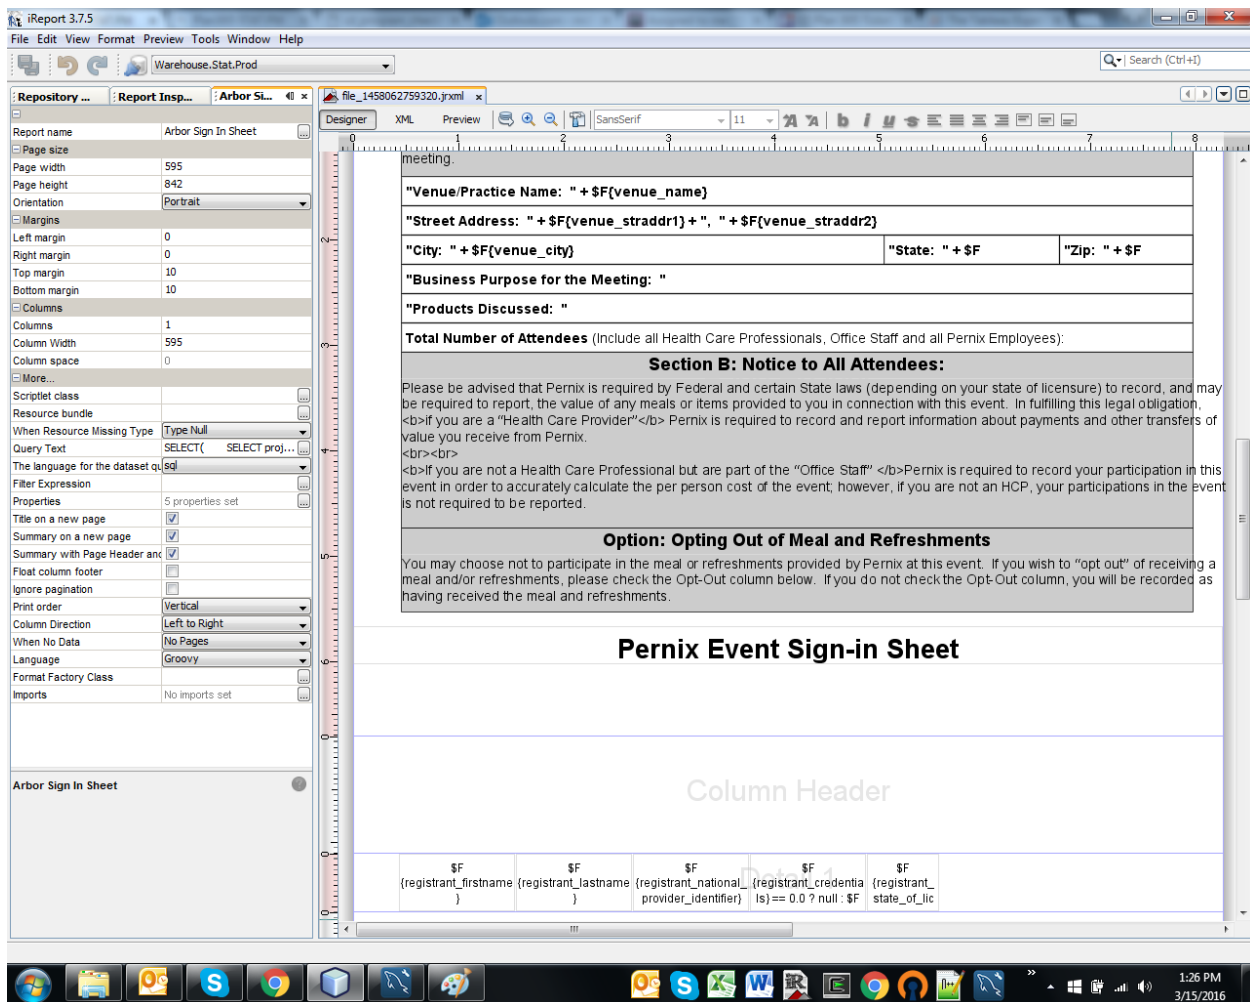 iReport 3.7.5
File Edit View Format Preview Tools Window Help
Warehouse.Stat.Prod
Search (Ctrl+I)
Repository ... Report Insp... Arbor Si...
file_1458062759320.jrxml
Designer XML Preview SansSerif 11
Report name Arbor Sign In Sheet
Page size
Page width 595
Page height 842
Orientation Portrait
Margins
Left margin 0
Right margin 0
Top margin 10
Bottom margin 10
Columns
Columns 1
Column Width 595
Column space 0
More...
Scriptlet class
Resource bundle
When Resource Missing Type Type Null
Query Text SELECT( SELECT proj...
The language for the dataset qu sql
Filter Expression
Properties 5 properties set
Title on a new page
Summary on a new page
Summary with Page Header and
Float column footer
Ignore pagination
Print order Vertical
Column Direction Left to Right
When No Data No Pages
Language Groovy
Format Factory Class
Imports No imports set
Arbor Sign In Sheet
0 1 2 3 4 5 6 7 8
meeting.
"Venue/Practice Name: " + $F{venue_name}
"Street Address: " + $F{venue_straddr1} + ", " + $F{venue_straddr2}
"City: " + $F{venue_city} "State: " + $F "Zip: " + $F
"Business Purpose for the Meeting: "
"Products Discussed: "
Total Number of Attendees (Include all Health Care Professionals, Office Staff and all Pernix Employees):
Section B: Notice to All Attendees:
Please be advised that Pernix is required by Federal and certain State laws (depending on your state of licensure) to record, and may
be required to report, the value of any meals or items provided to you in connection with this event. In fulfilling this legal obligation,
<b>if you are a “Health Care Provider”</b> Pernix is required to record and report information about payments and other transfers of
value you receive from Pernix.
<br><br>
<b>If you are not a Health Care Professional but are part of the “Office Staff” </b>Pernix is required to record your participation in this
event in order to accurately calculate the per person cost of the event; however, if you are not an HCP, your participations in the event
is not required to be reported.
Option: Opting Out of Meal and Refreshments
You may choose not to participate in the meal or refreshments provided by Pernix at this event. If you wish to “opt out” of receiving a
meal and/or refreshments, please check the Opt-Out column below. If you do not check the Opt-Out column, you will be recorded as
having received the meal and refreshments.
Pernix Event Sign-in Sheet
Column Header
Detail 1
$F $F $F $F $F
{registrant_firstname {registrant_lastname {registrant_national_ {registrant_credentia {registrant_
} } provider_identifier} ls} == 0.0 ? null : $F state_of_lic
1:26 PM
3/15/2016